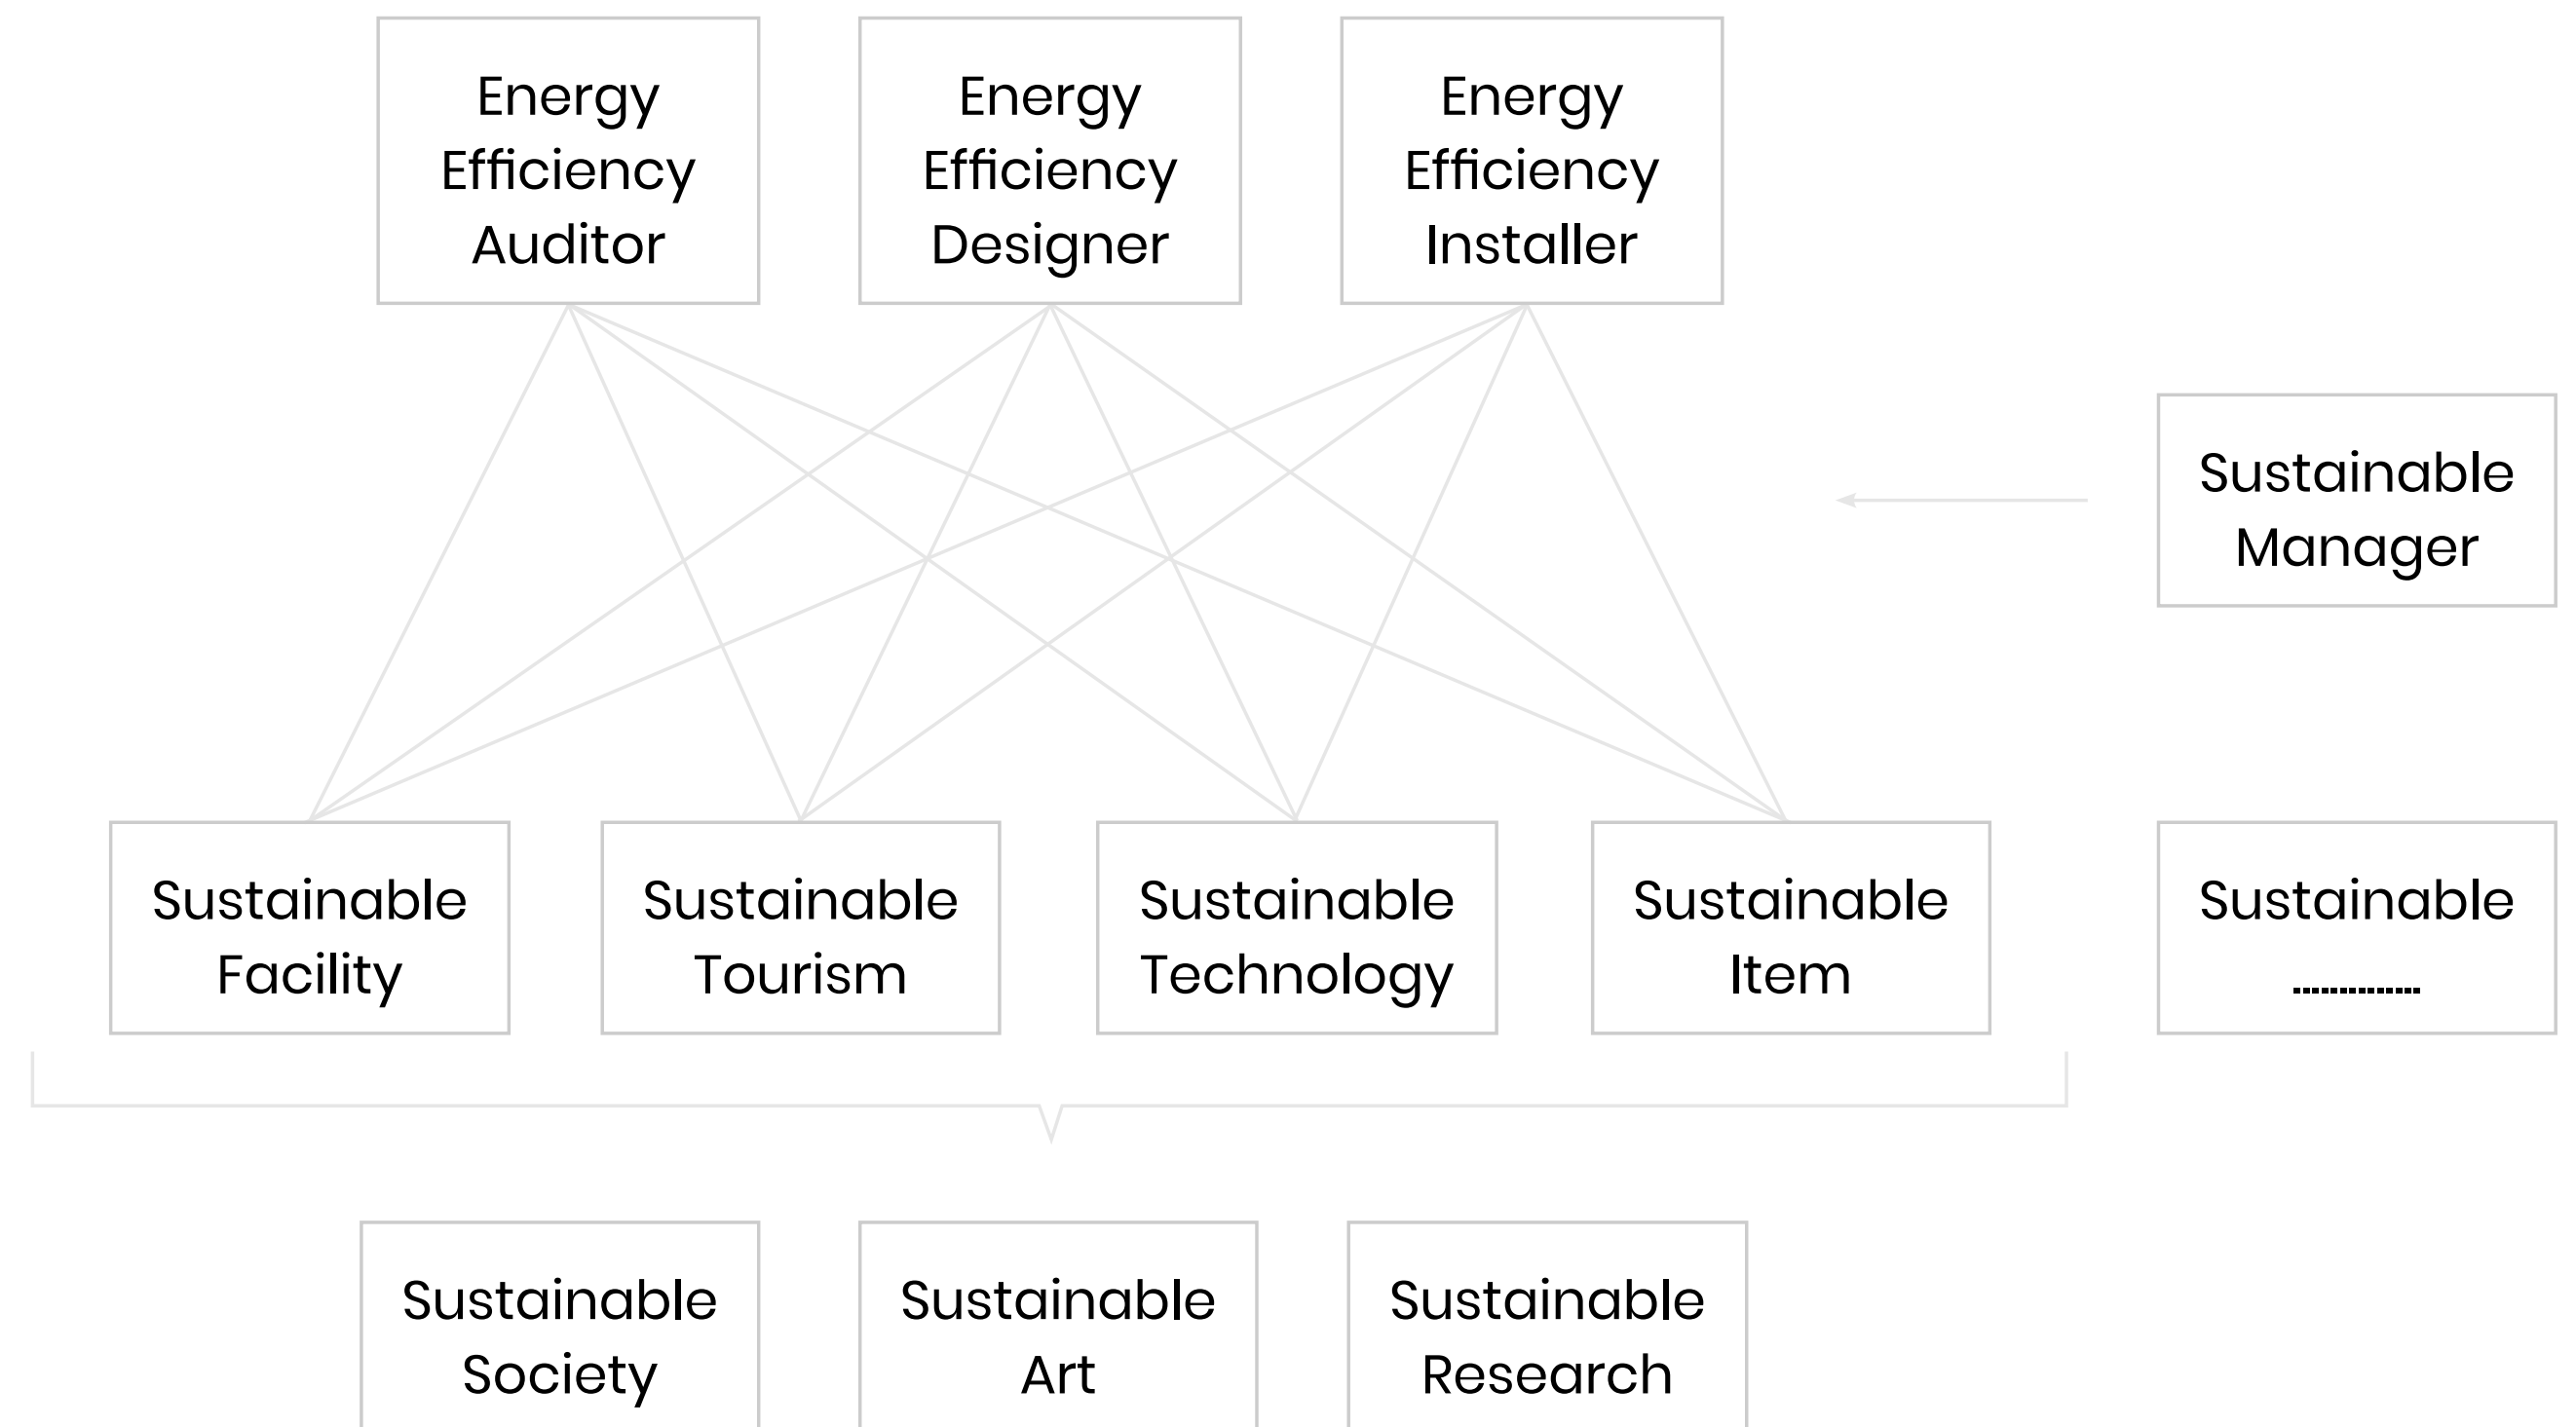 Energy
Efficiency
Auditor
Energy
Efficiency
Designer
Energy
Efficiency
Installer
Sustainable
Manager
Sustainable
Facility
Sustainable
Tourism
Sustainable
Technology
Sustainable
Item
Sustainable
..............
Sustainable
Society
Sustainable
Art
Sustainable
Research